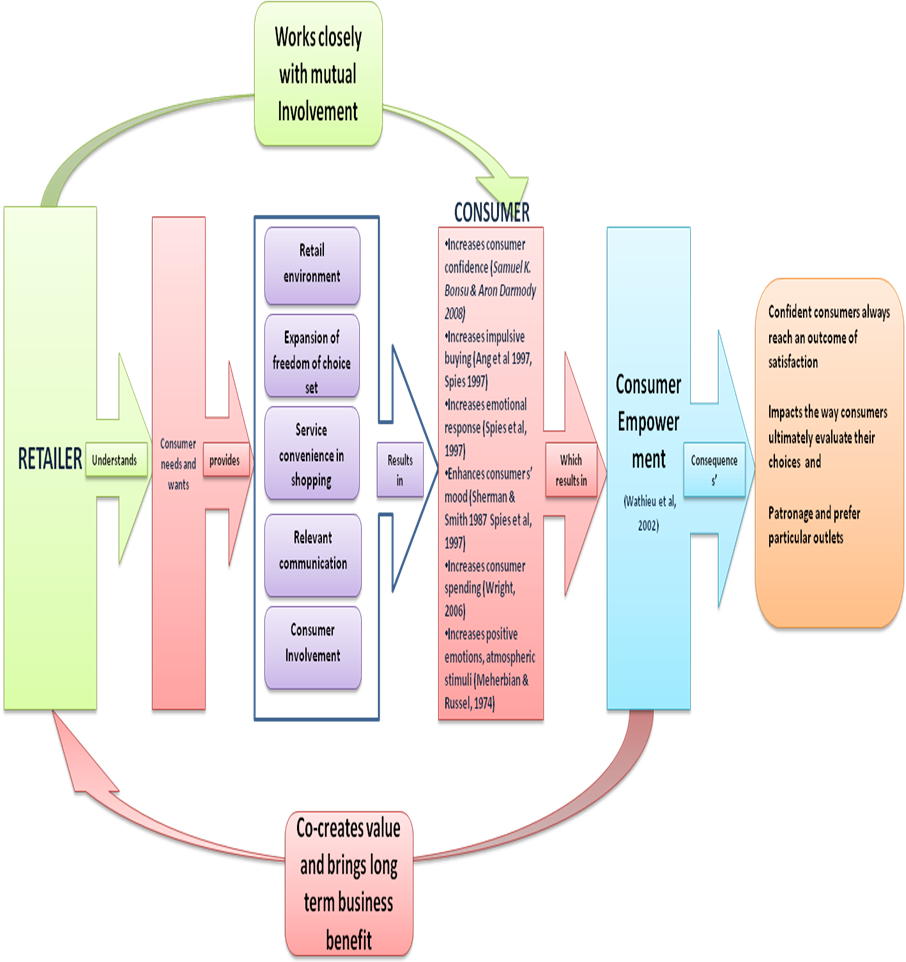 Works closely
with mutual
Involvement
RETAILER
Understands
Consumer
needs and
wants
provides
Retail
environment
Expansion of
freedom of choice
set
Service
convenience in
shopping
Relevant
communication
Consumer
Involvement
Results
in
CONSUMER
•Increases consumer
confidence (Samuel K.
Bonsu & Aron Darmody
2008)
•Increases impulsive
buying (Ang et al 1997,
Spies 1997)
•Increases emotional
response (Spies et al,
1997)
•Enhances consumers’
mood (Sherman &
Smith 1987 Spies et al,
1997)
•Increases consumer
spending (Wright,
2006)
•Increases positive
emotions, atmospheric
stimuli (Meherbian &
Russel, 1974)
Which
results in
Consumer
Empower
ment
(Wathieu et al,
2002)
Consequence
s’
Confident consumers always
reach an outcome of
satisfaction
Impacts the way consumers
ultimately evaluate their
choices and
Patronage and prefer
particular outlets
Co-creates value
and brings long
term business
benefit